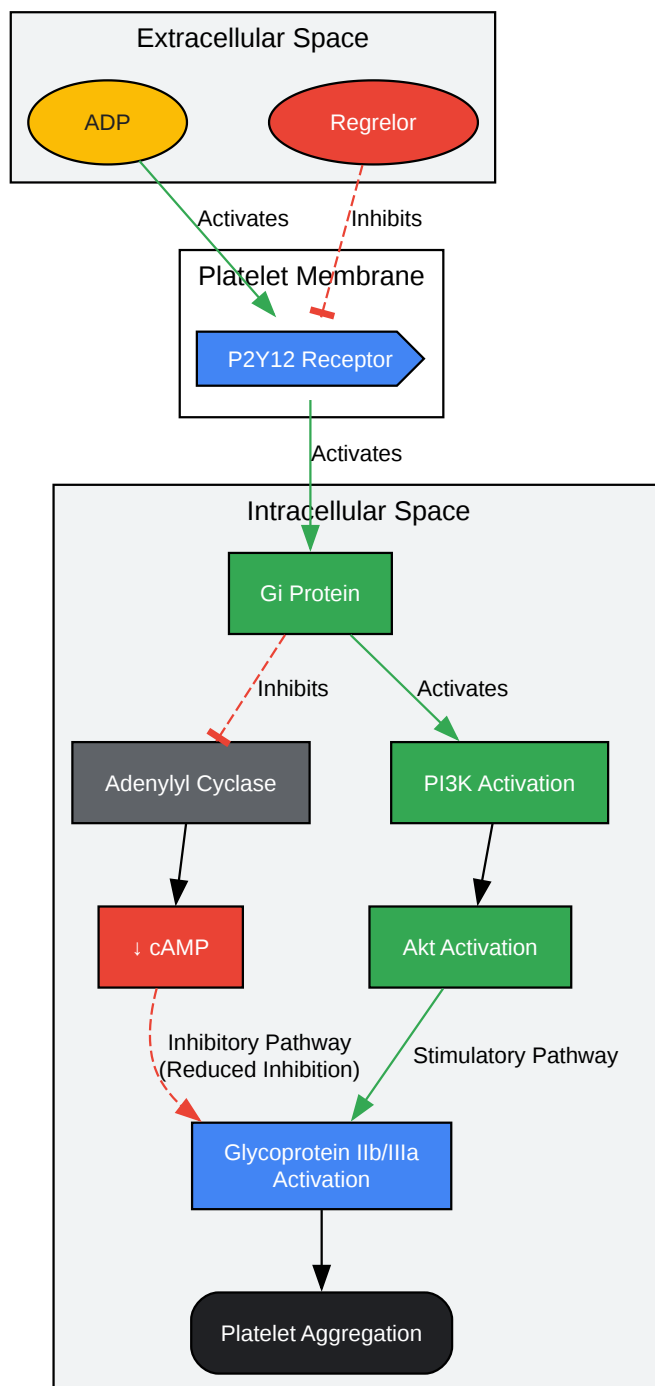 Extracellular Space
ADP
Regrelor
Activates
Inhibits
Platelet Membrane
P2Y12 Receptor
Activates
Intracellular Space
Gi Protein
Inhibits
Activates
Adenylyl Cyclase
PI3K Activation
↓ cAMP
Akt Activation
Inhibitory Pathway
(Reduced Inhibition)
Stimulatory Pathway
Glycoprotein IIb/IIIa
Activation
Platelet Aggregation